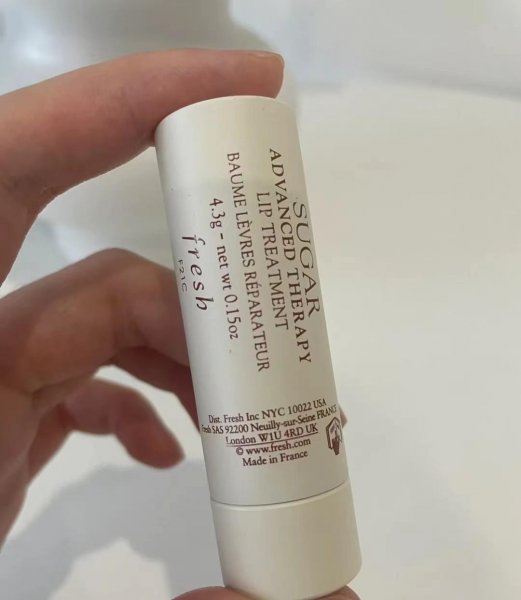 SUGAR
ADVANCED THERAPY
LIP TREATMENT
BAUME LÈVRES RÉPARATEUR
4.3g - net wt 0.15oz
fresh
F21C
Dist. Fresh Inc NYC 10022 USA
Fresh SAS 92200 Neuilly-sur-Seine FRANCE
London W1U 4RD UK
© www.fresh.com
Made in France